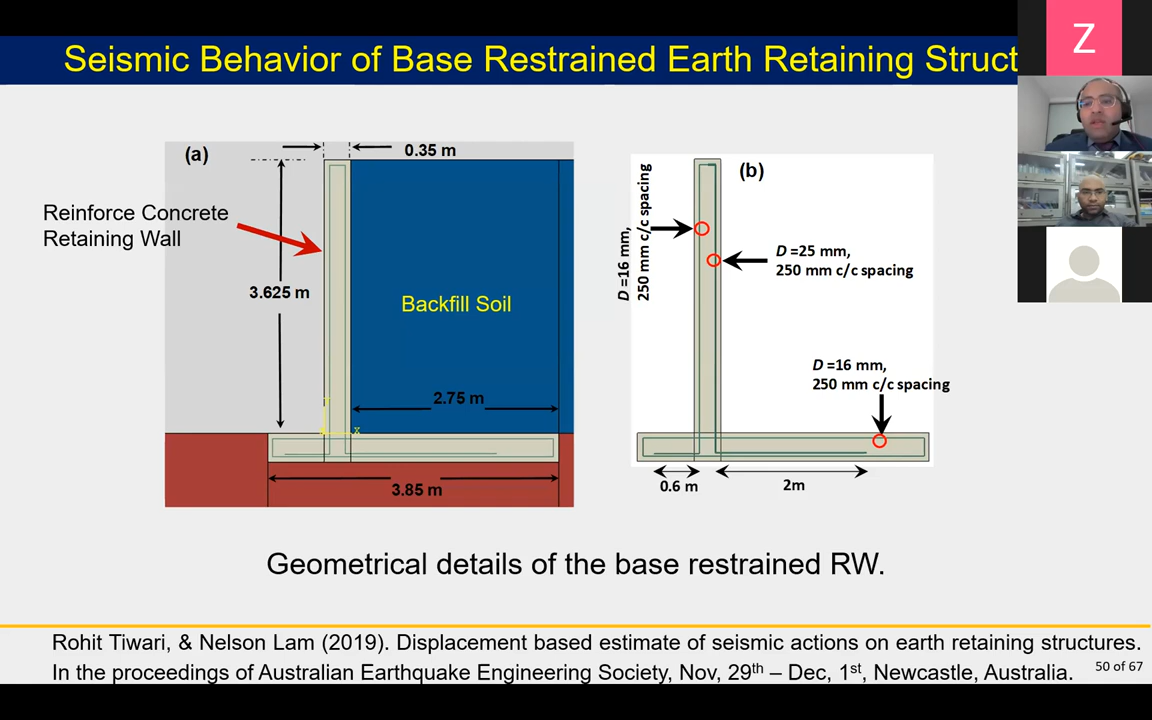 Seismic Behavior of Base Restrained Earth Retaining Struct
Z
(a)
0.35 m
Reinforce Concrete
Retaining Wall
3.625 m
Backfill Soil
2.75 m
Y
X
3.85 m
(b)
D =16 mm,
250 mm c/c spacing
D =25 mm,
250 mm c/c spacing
D =16 mm,
250 mm c/c spacing
0.6 m
2m
Geometrical details of the base restrained RW.
Rohit Tiwari, & Nelson Lam (2019). Displacement based estimate of seismic actions on earth retaining structures.
In the proceedings of Australian Earthquake Engineering Society, Nov, 29th – Dec, 1st, Newcastle, Australia.
50 of 67